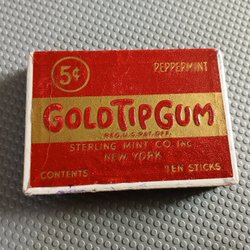 5¢
PEPPERMINT
GOLD TIP GUM
REG. U.S. PAT. OFF.
STERLING MINT CO. INC.
NEW YORK
CONTENTS TEN STICKS